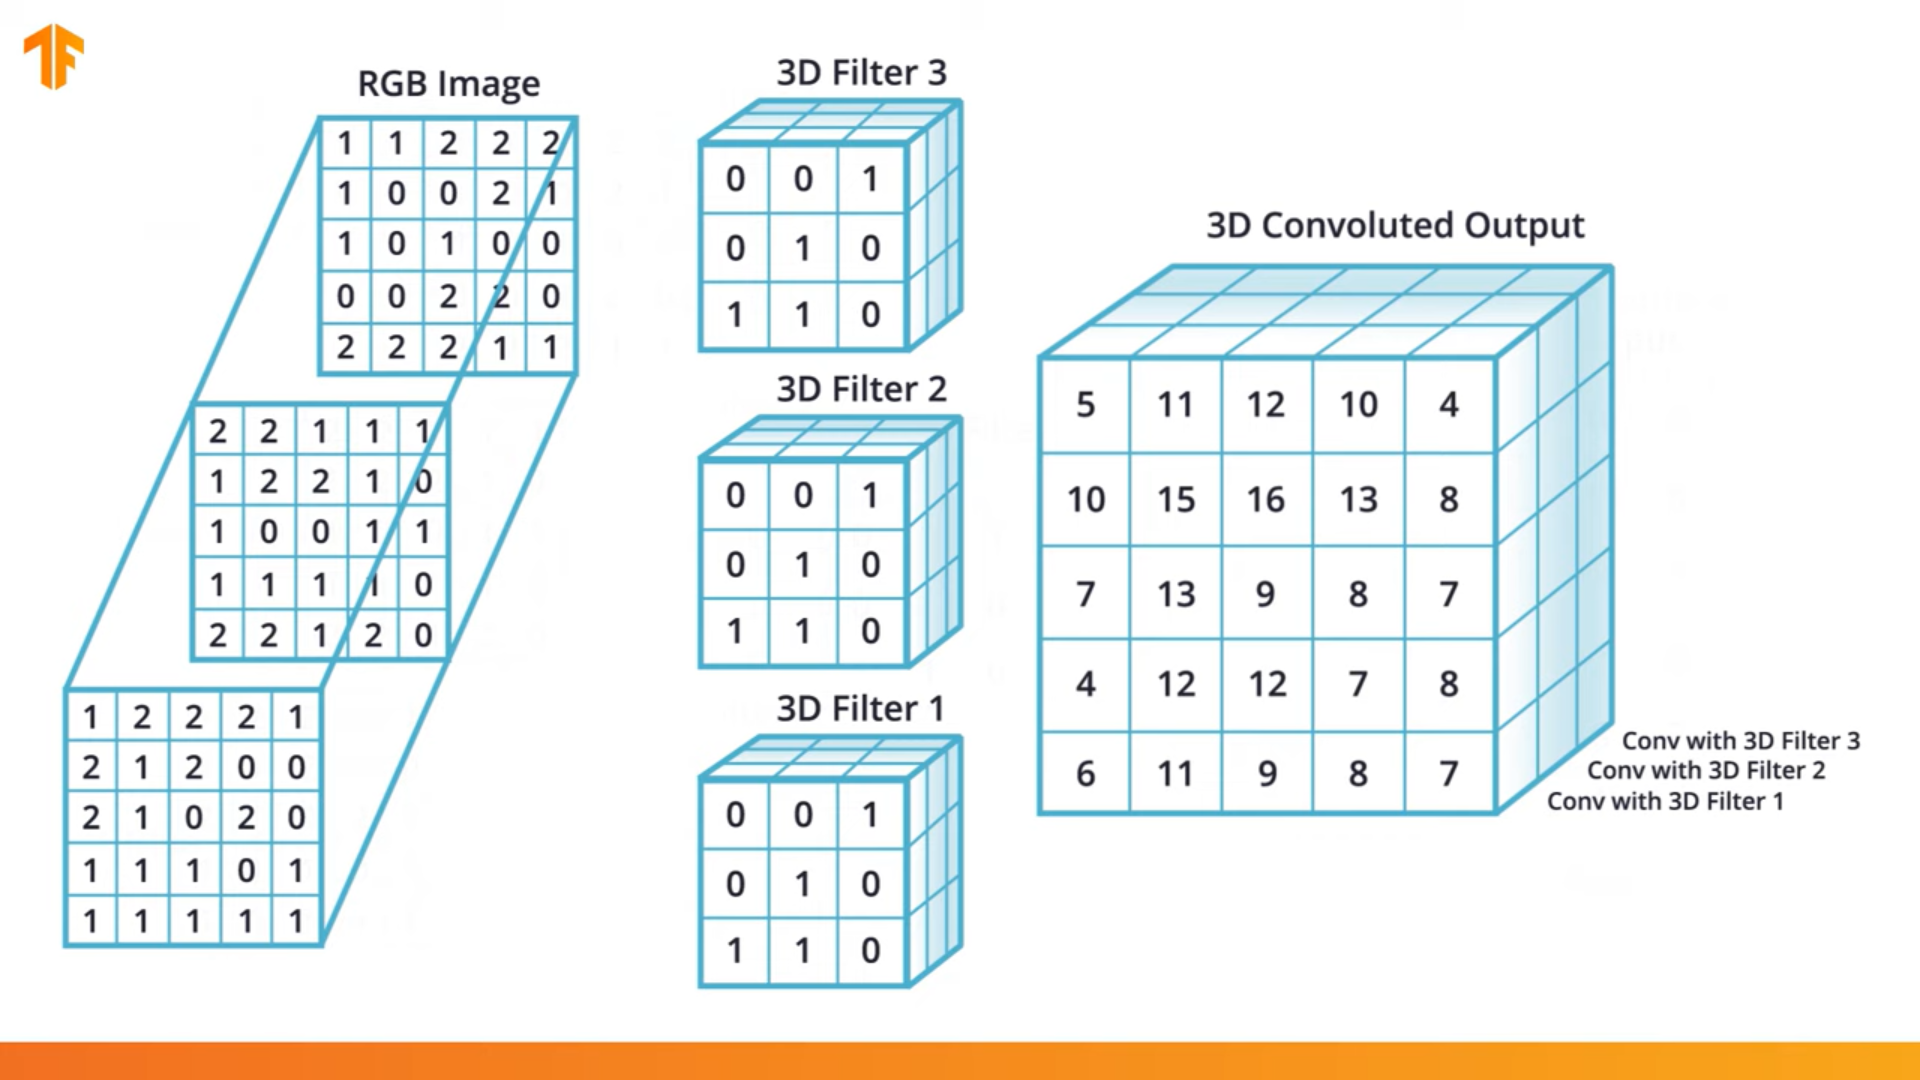 RGB Image
1 1 2 2 2
1 0 0 2 1
1 0 1 0 0
0 0 2 2 0
2 2 2 1 1
2 2 1 1 1
1 2 2 1 0
1 0 0 1 1
1 1 1 1 0
2 2 1 2 0
1 2 2 2 1
2 1 2 0 0
2 1 0 2 0
1 1 1 0 1
1 1 1 1 1
3D Filter 3
0 0 1
0 1 0
1 1 0
3D Filter 2
0 0 1
0 1 0
1 1 0
3D Filter 1
0 0 1
0 1 0
1 1 0
3D Convoluted Output
5 11 12 10 4
10 15 16 13 8
7 13 9 8 7
4 12 12 7 8
6 11 9 8 7
Conv with 3D Filter 3
Conv with 3D Filter 2
Conv with 3D Filter 1